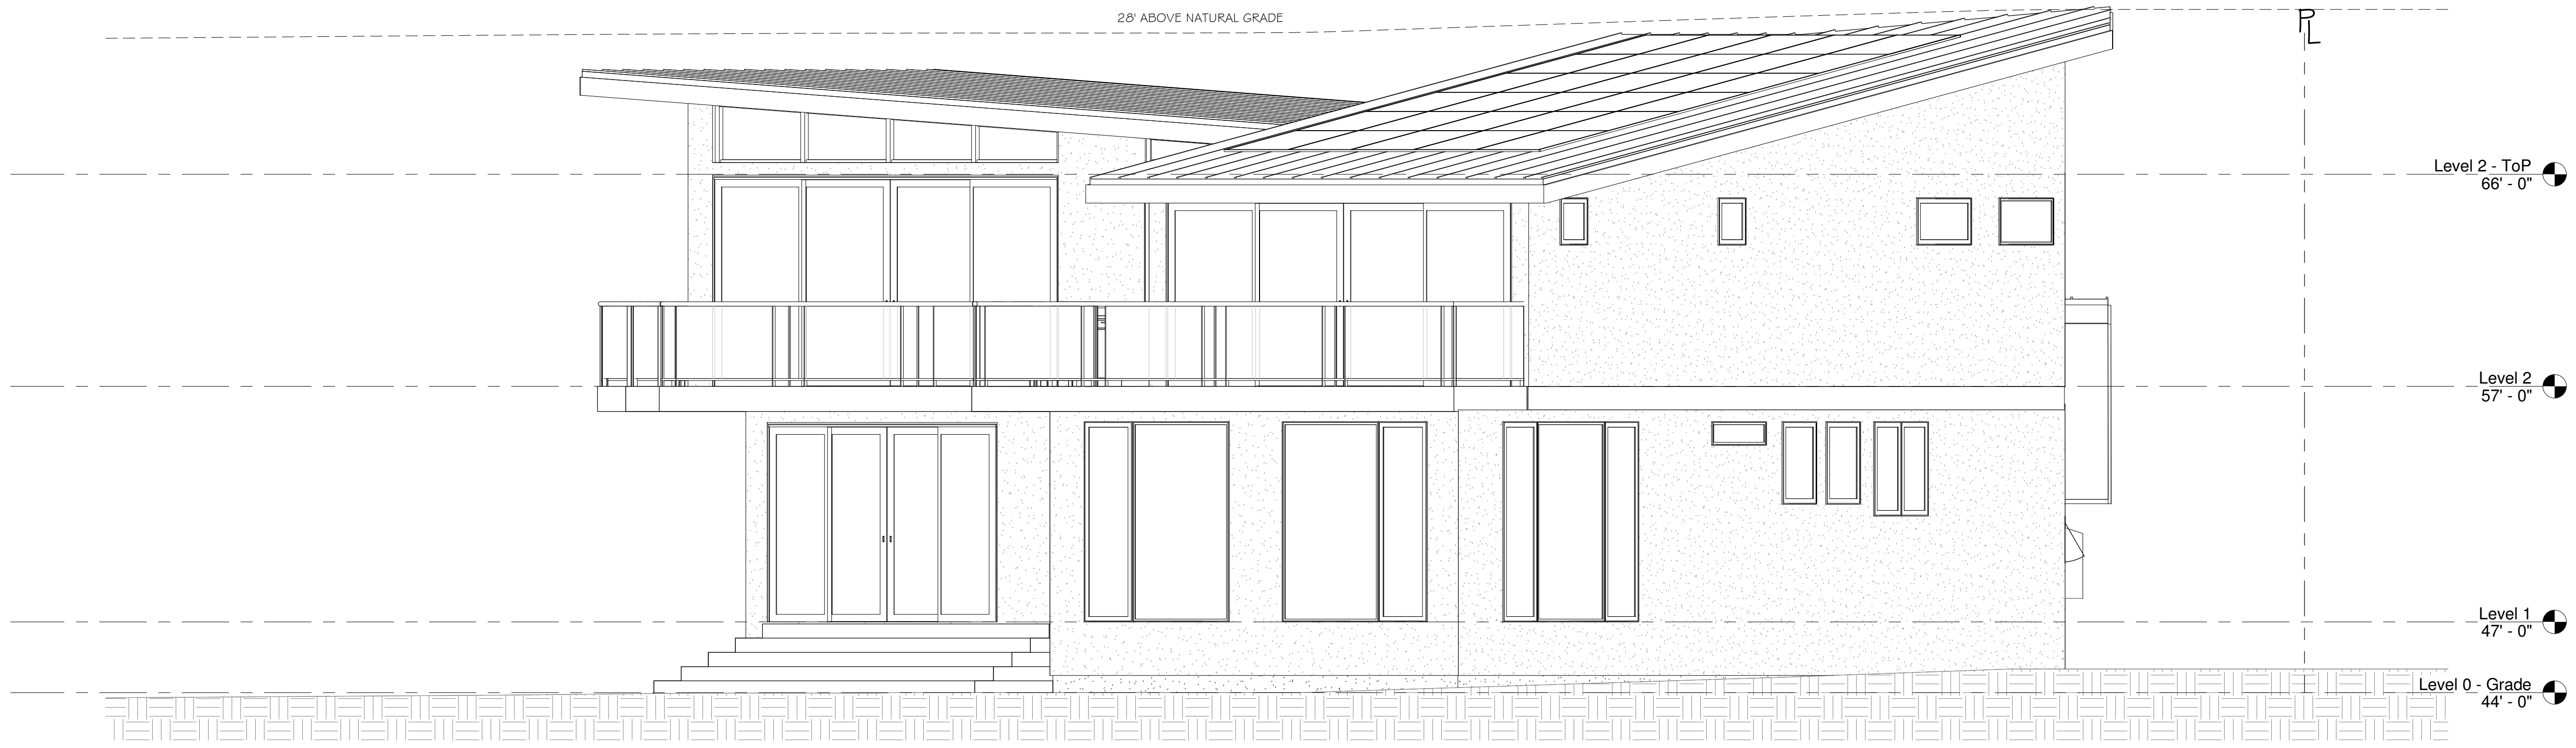 28' ABOVE NATURAL GRADE
PL
Level 2 - ToP
66' - 0"
Level 2
57' - 0"
Level 1
47' - 0"
Level 0 - Grade
44' - 0"